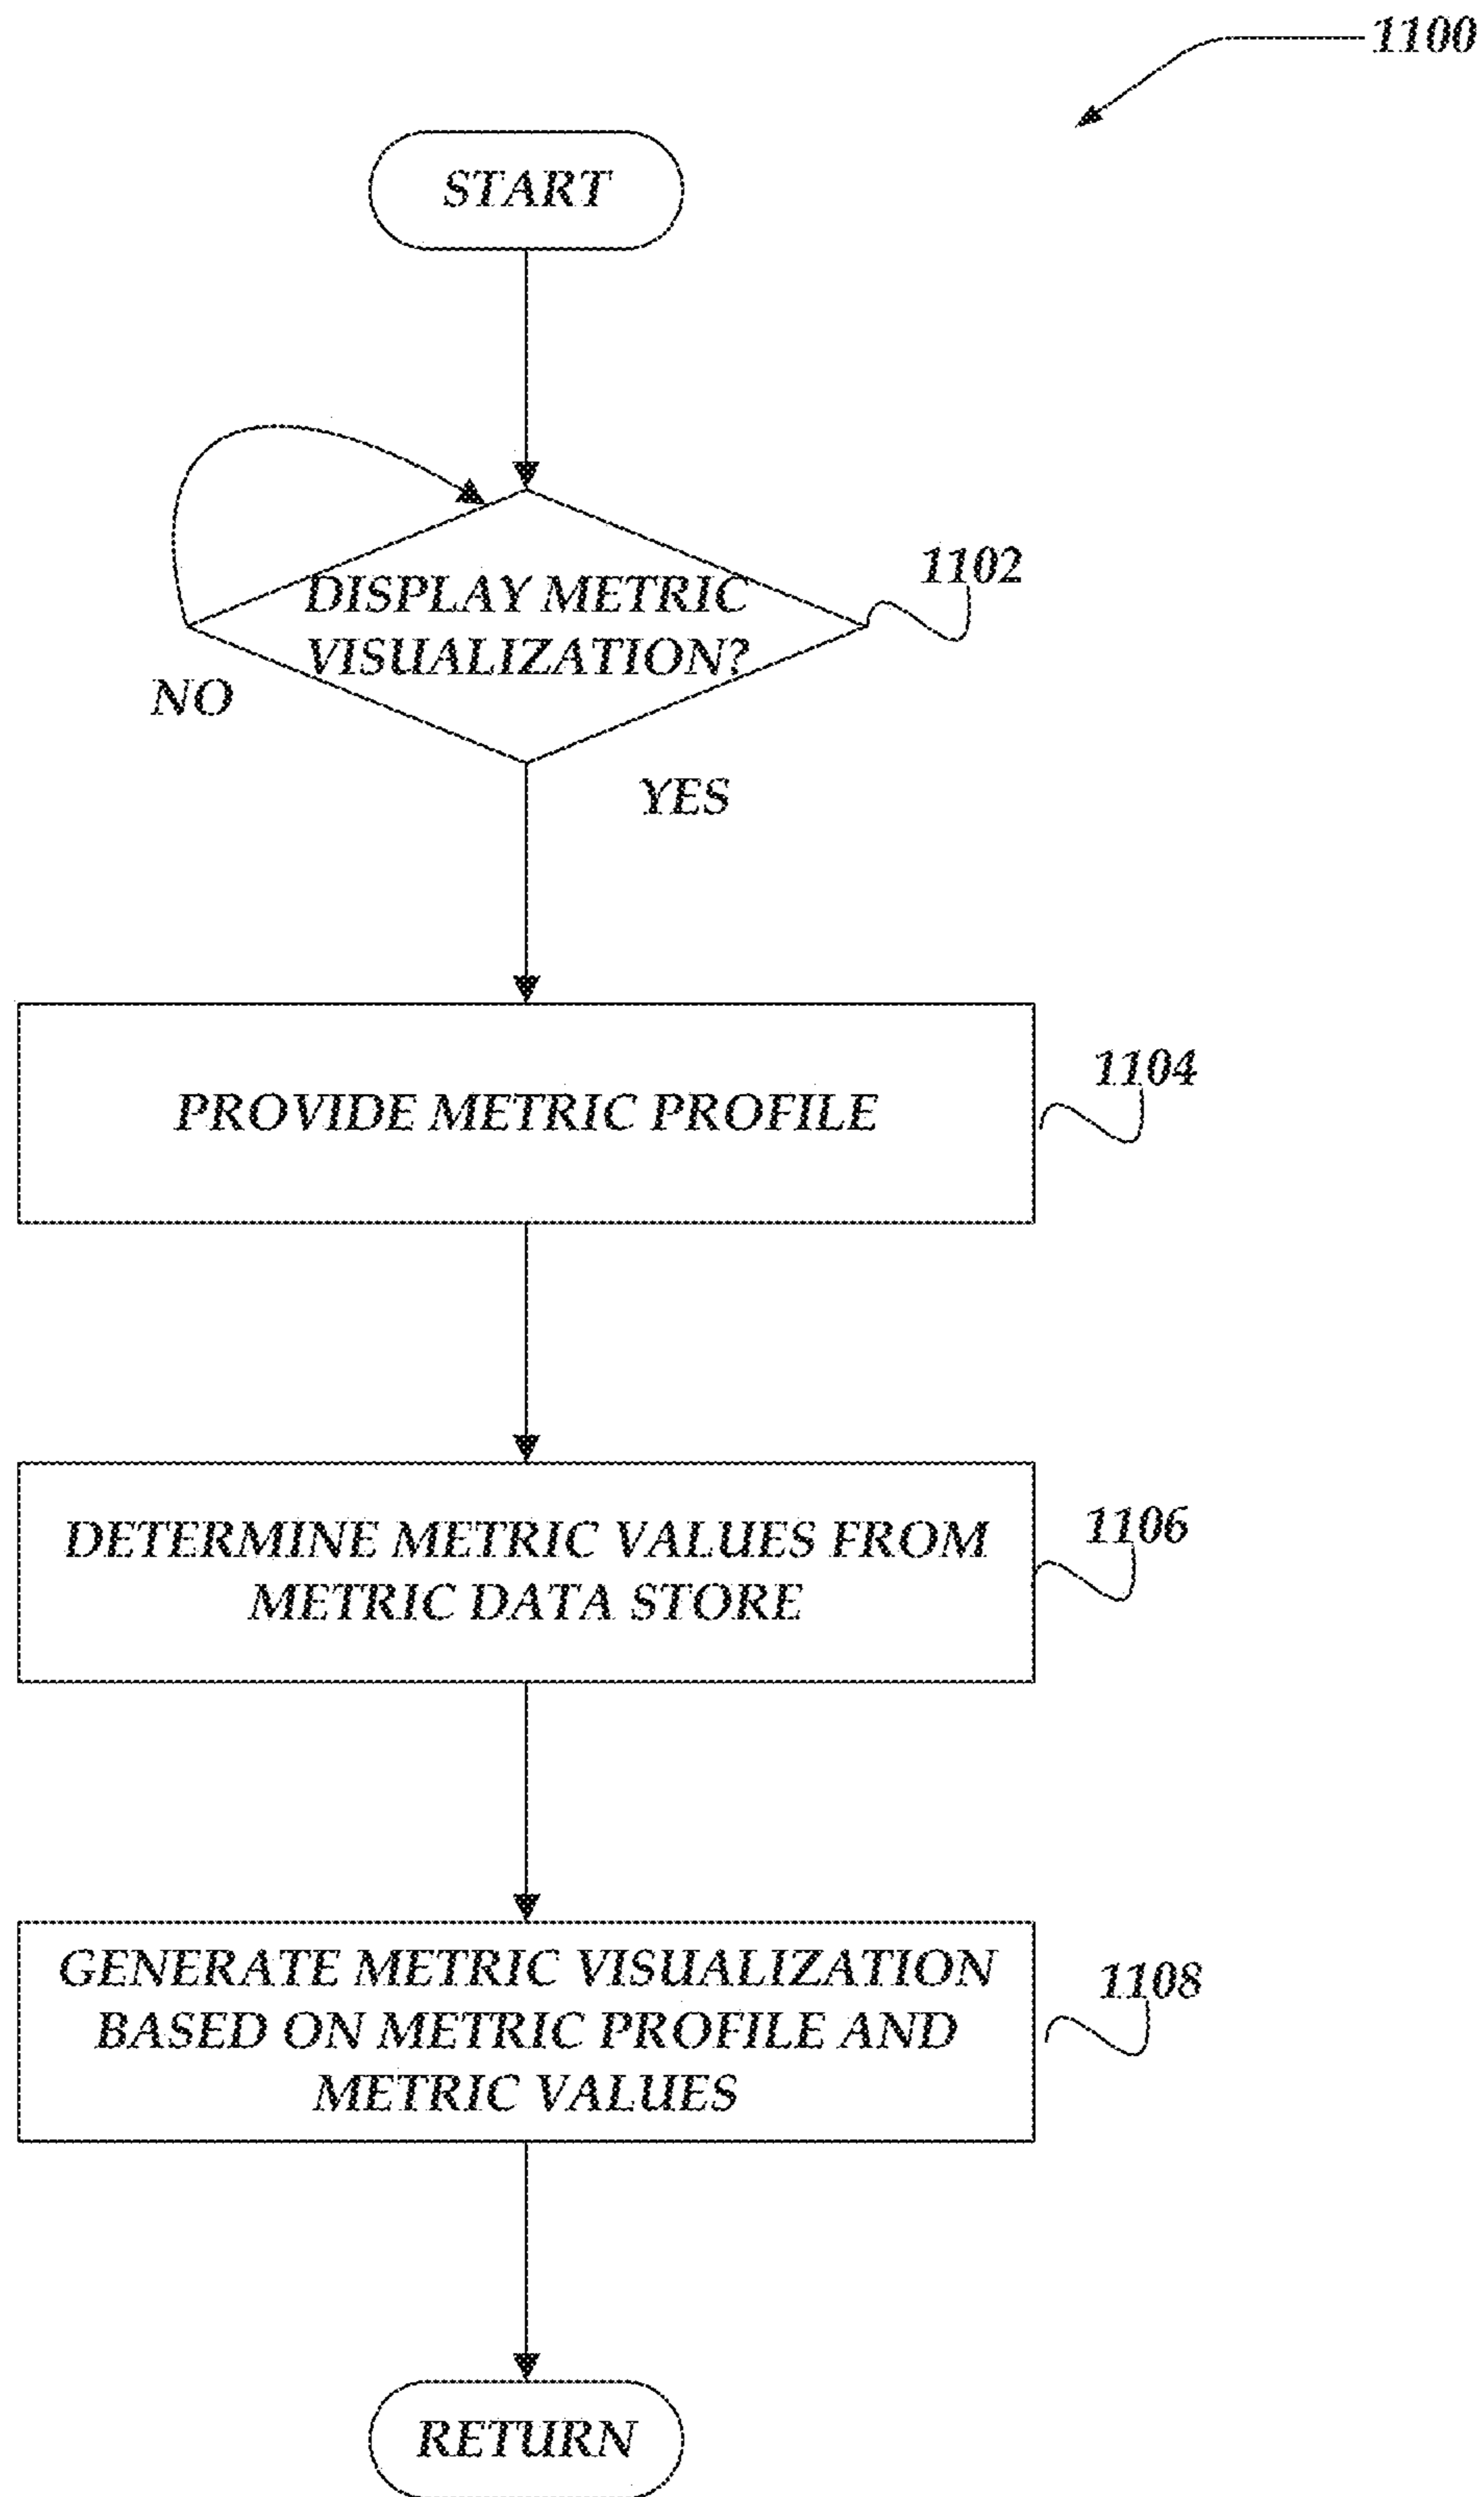 1100
START
DISPLAY METRIC
VISUALIZATION?
1102
NO
YES
PROVIDE METRIC PROFILE
1104
DETERMINE METRIC VALUES FROM
METRIC DATA STORE
1106
GENERATE METRIC VISUALIZATION
BASED ON METRIC PROFILE AND
METRIC VALUES
1108
RETURN